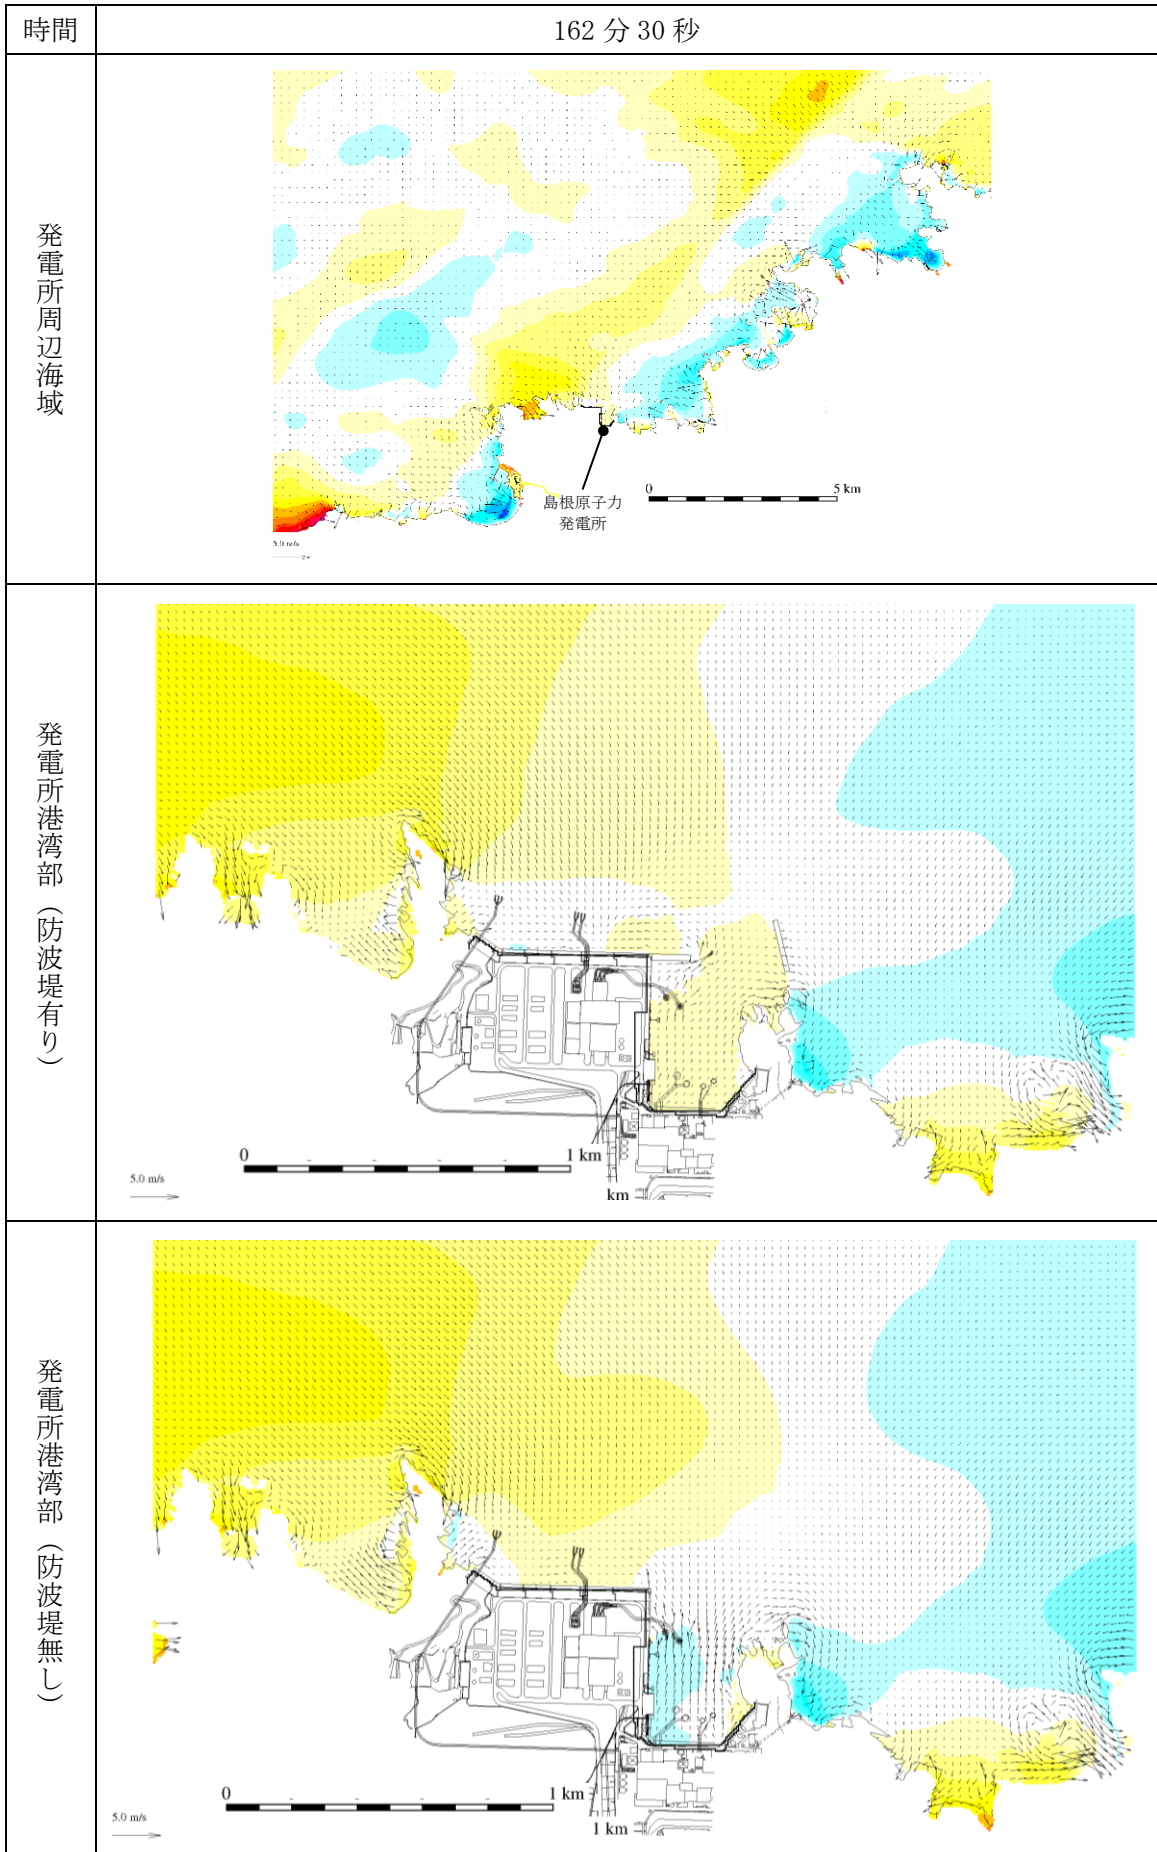 時間
162 分 30 秒
発電所周辺海域
島根原子力
発電所
0 5 km
5.0 m/s
発電所港湾部（防波堤有り）
0 1 km
5.0 m/s
km
発電所港湾部（防波堤無し）
0 1 km
5.0 m/s
1 km